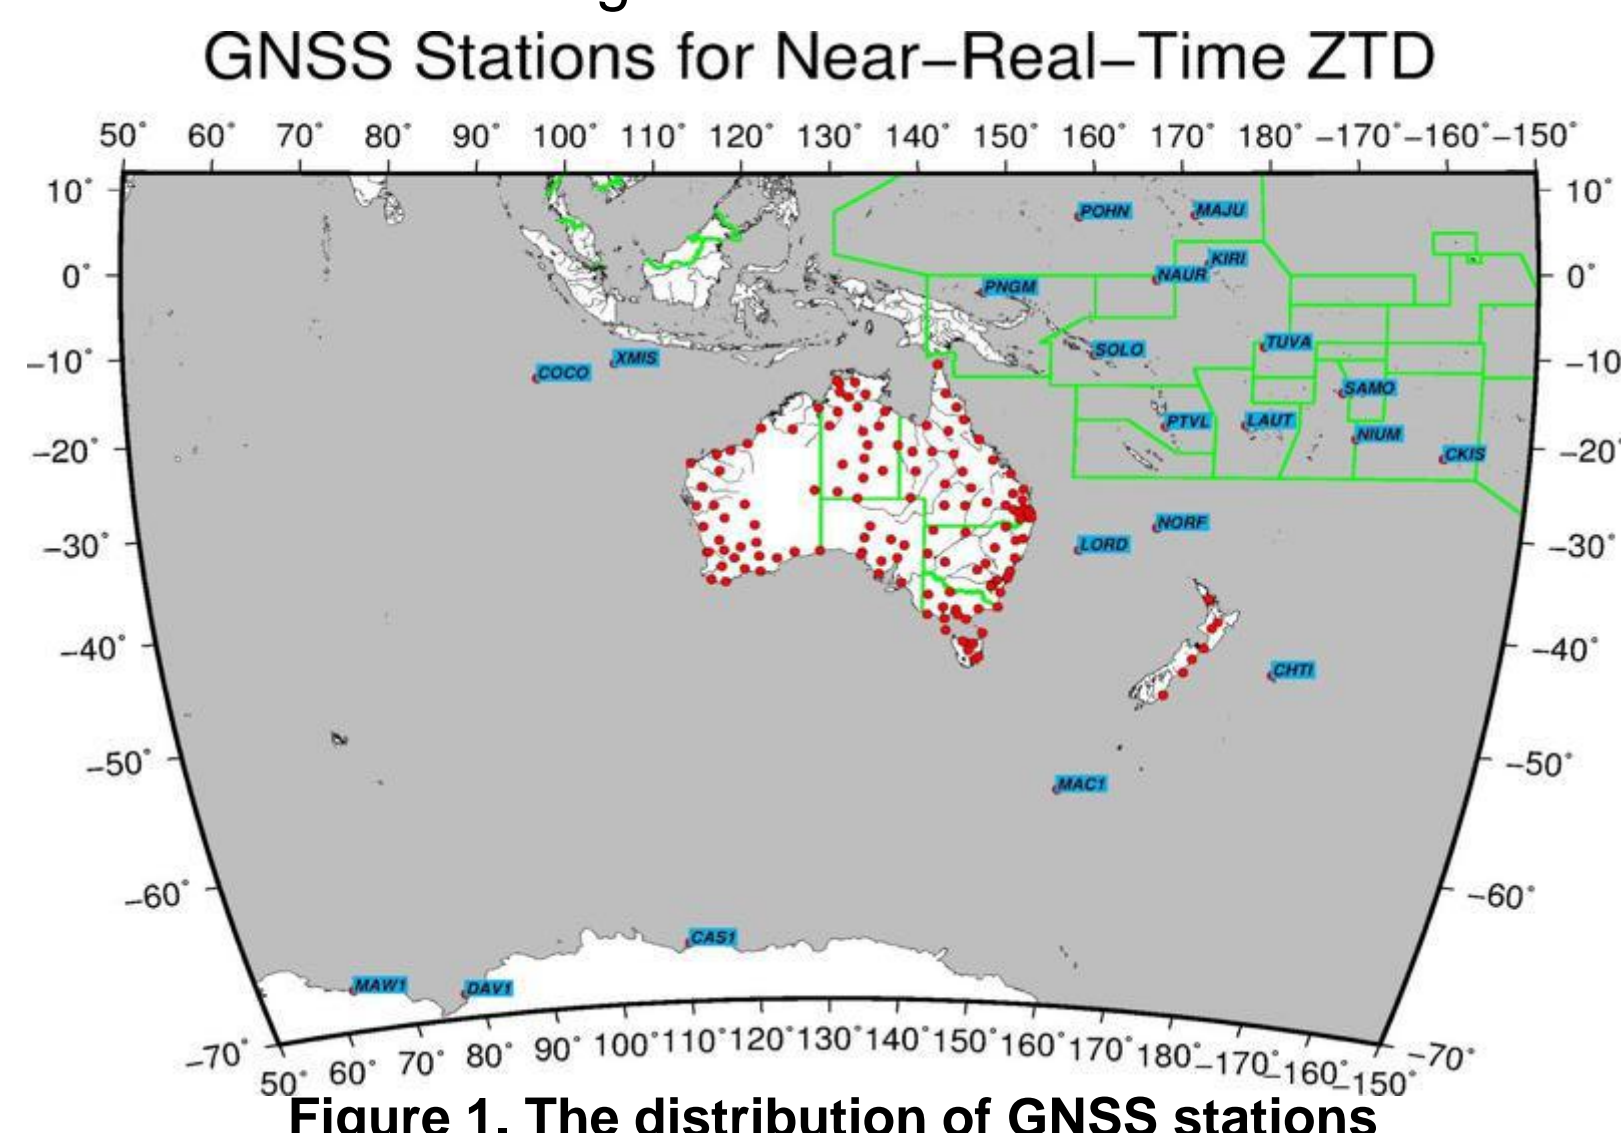 GNSS Stations for Near–Real–Time ZTD
50° 60° 70° 80° 90° 100° 110° 120° 130° 140° 150° 160° 170° 180° −170° −160° −150°
10° 10°
POHN MAJU
KIRI
0° NAUR 0°
PNGM
SOLO TUVA
−10° XMIS −10°
COCO SAMO
PTVL LAUT NIUM
−20° CKIS −20°
NORF
−30° LORD −30°
−40° −40°
CHTI
−50° −50°
MAC1
−60° −60°
CAS1
MAW1 DAV1
−70° −70°
50° 60° 70° 80° 90° 100° 110° 120° 130° 140° 150° 160° 170° 180° −170° −160° −150°
Figure 1. The distribution of GNSS stations